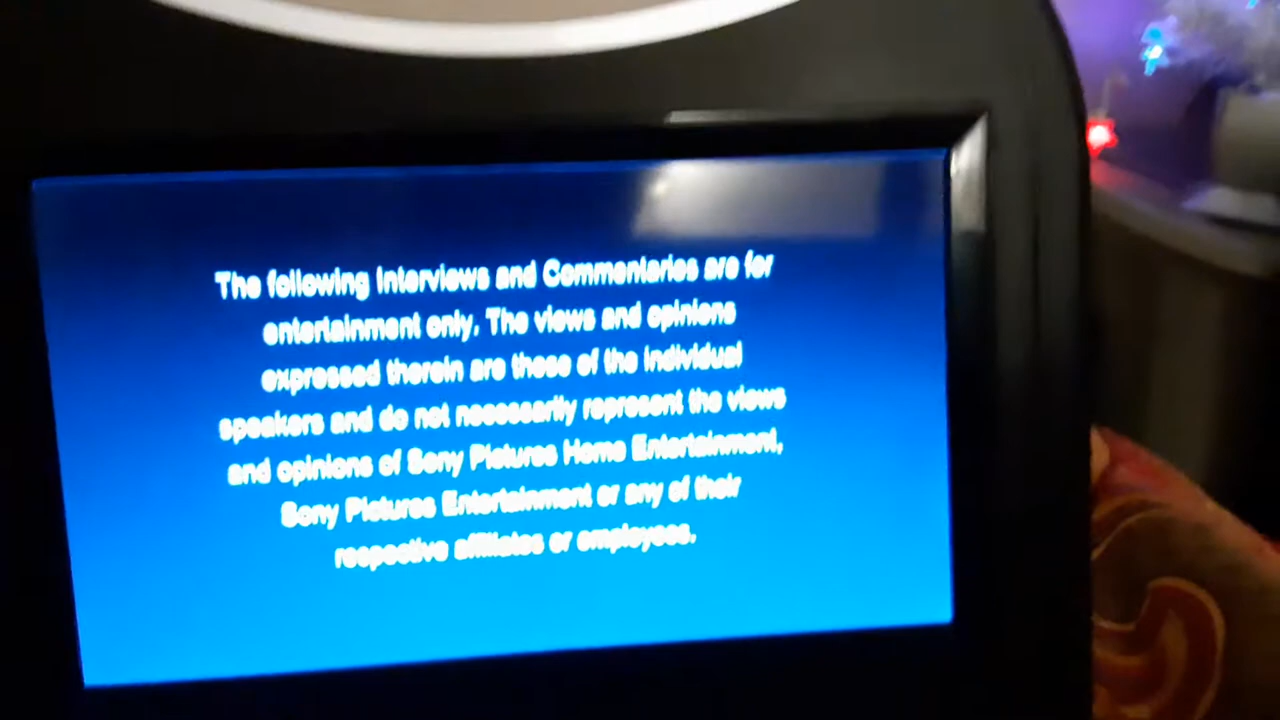 The following Interviews and Commentaries are for
entertainment only. The views and opinions
expressed therein are those of the individual
speakers and do not necessarily represent the views
and opinions of Sony Pictures Home Entertainment,
Sony Pictures Entertainment or any of their
respective affiliates or employees.